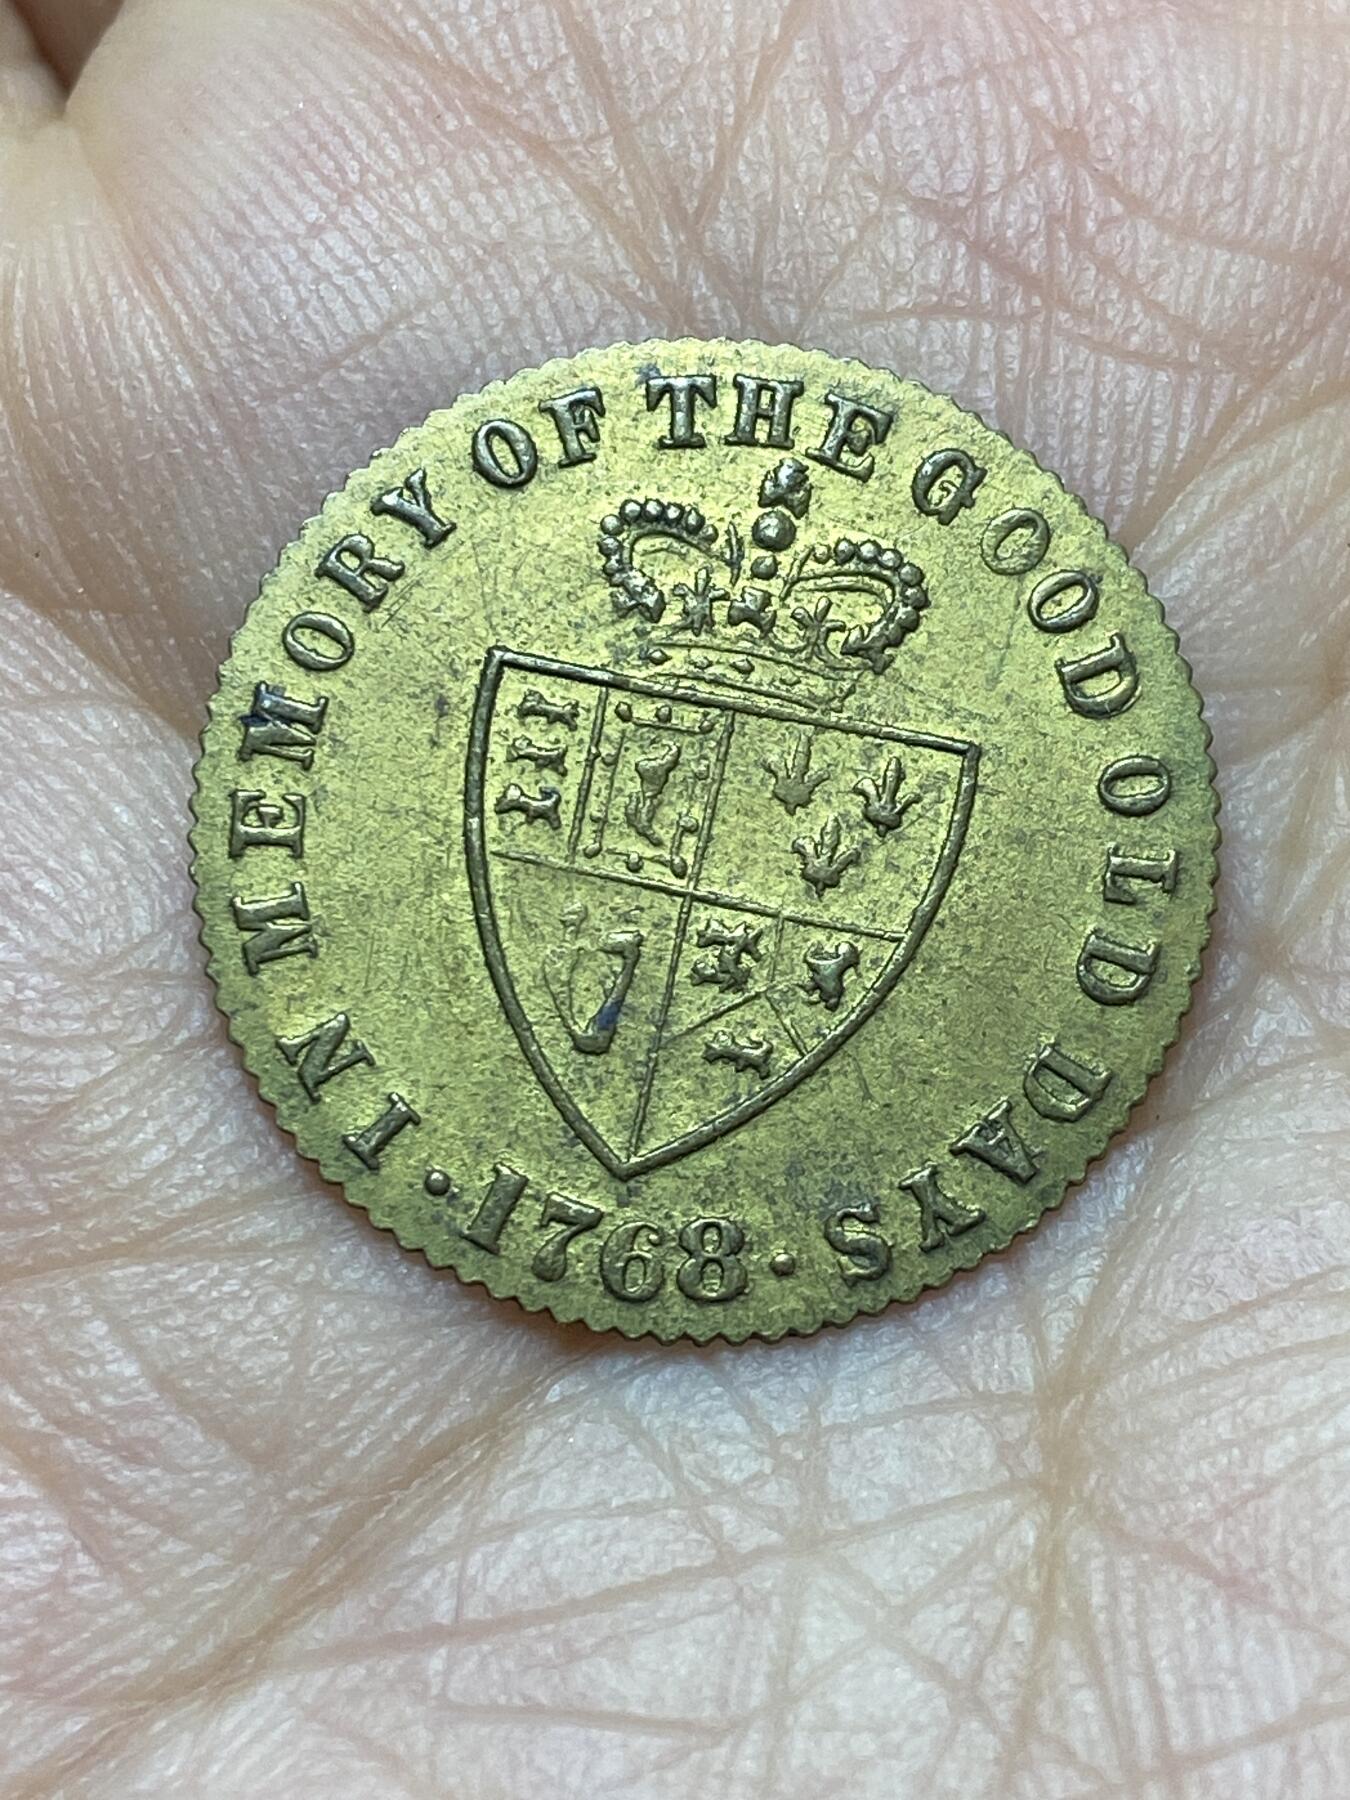 IN MEMORY OF THE GOOD OLD DAYS
·1768·